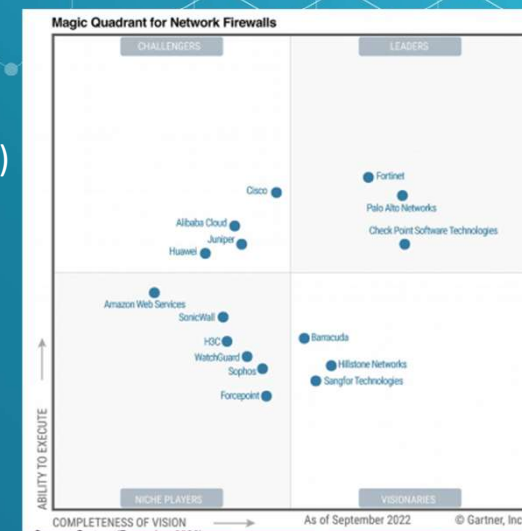 Magic Quadrant for Network Firewalls
CHALLENGERS
LEADERS
)
Fortinet
Cisco
Palo Alto Networks
Alibaba Cloud
Check Point Software Technologies
Juniper
Huawei
Amazon Web Services
SonicWall
H3C
Barracuda
WatchGuard
Hillstone Networks
Sophos
Sangfor Technologies
Forcepoint
ABILITY TO EXECUTE
NICHE PLAYERS
VISIONARIES
COMPLETENESS OF VISION
As of September 2022
© Gartner, Inc